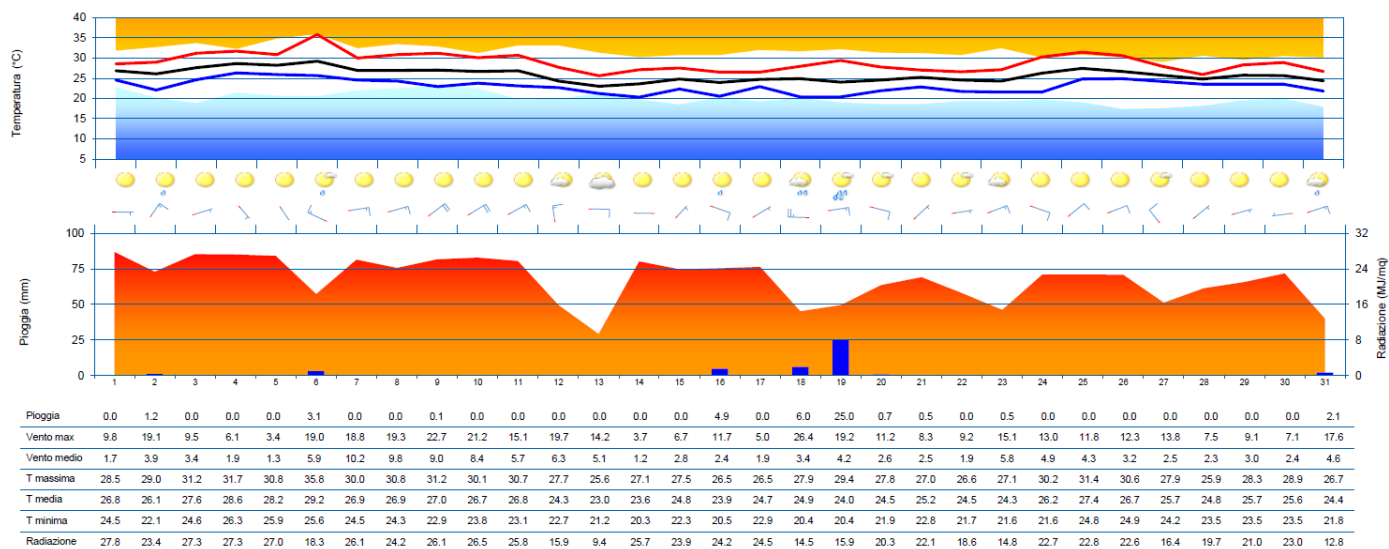 40
35
30
25
20
15
10
5
Temperatura (°C)
100
75
50
25
0
Pioggia (mm)
32
24
16
8
0
Radiazione (MJ/mq)
1 2 3 4 5 6 7 8 9 10 11 12 13 14 15 16 17 18 19 20 21 22 23 24 25 26 27 28 29 30 31
Pioggia 0.0 1.2 0.0 0.0 0.0 3.1 0.0 0.0 0.1 0.0 0.0 0.0 0.0 0.0 0.0 4.9 0.0 6.0 25.0 0.7 0.5 0.0 0.5 0.0 0.0 0.0 0.0 0.0 0.0 0.0 2.1
Vento max 9.8 19.1 9.5 6.1 3.4 19.0 18.8 19.3 22.7 21.2 15.1 19.7 14.2 3.7 6.7 11.7 5.0 26.4 19.2 11.2 8.3 9.2 15.1 13.0 11.8 12.3 13.8 7.5 9.1 7.1 17.6
Vento medio 1.7 3.9 3.4 1.9 1.3 5.9 10.2 9.8 9.0 8.4 5.7 6.3 5.1 1.2 2.8 2.4 1.9 3.4 4.2 2.6 2.5 1.9 5.8 4.9 4.3 3.2 2.5 2.3 3.0 2.4 4.6
T massima 28.5 29.0 31.2 31.7 30.8 35.8 30.0 30.8 31.2 30.1 30.7 27.7 25.6 27.1 27.5 26.5 26.5 27.9 29.4 27.8 27.0 26.6 27.1 30.2 31.4 30.6 27.9 25.9 28.3 28.9 26.7
T media 26.8 26.1 27.6 28.6 28.2 29.2 26.9 26.9 27.0 26.7 26.8 24.3 23.0 23.6 24.8 23.9 24.7 24.9 24.0 24.5 25.2 24.5 24.3 26.2 27.4 26.7 25.7 24.8 25.7 25.6 24.4
T minima 24.5 22.1 24.6 26.3 25.9 25.6 24.5 24.3 22.9 23.8 23.1 22.7 21.2 20.3 22.3 20.5 22.9 20.4 20.4 21.9 22.8 21.7 21.6 21.6 24.8 24.9 24.2 23.5 23.5 23.5 21.8
Radiazione 27.8 23.4 27.3 27.3 27.0 18.3 26.1 24.2 26.1 26.5 25.8 15.9 9.4 25.7 23.9 24.2 24.5 14.5 15.9 20.3 22.1 18.6 14.8 22.7 22.8 22.6 16.4 19.7 21.0 23.0 12.8